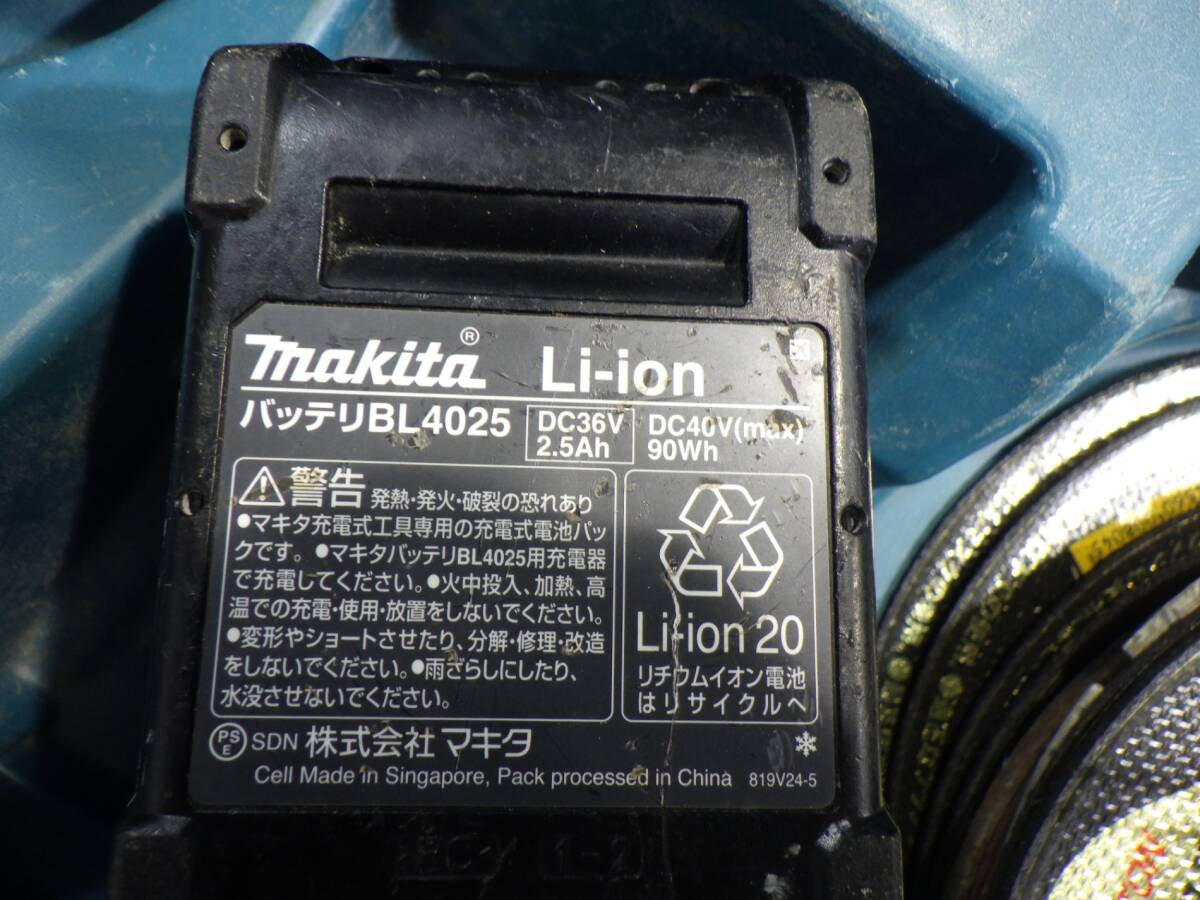 makita® Li-ion
バッテリBL4025 DC36V 2.5Ah DC40V(max) 90Wh
警告 発熱・発火・破裂の恐れあり
●マキタ充電式工具専用の充電式電池パッ
クです。●マキタバッテリBL4025用充電器
で充電してください。●火中投入、加熱、高
温での充電・使用・放置をしないでください。
●変形やショートさせたり、分解・修理・改造
をしないでください。●雨ざらしにしたり、
水没させないでください。
Li-ion 20
リチウムイオン電池
はリサイクルへ
PSE SDN 株式会社 マキタ
Cell Made in Singapore, Pack processed in China 819V24-5
1-2